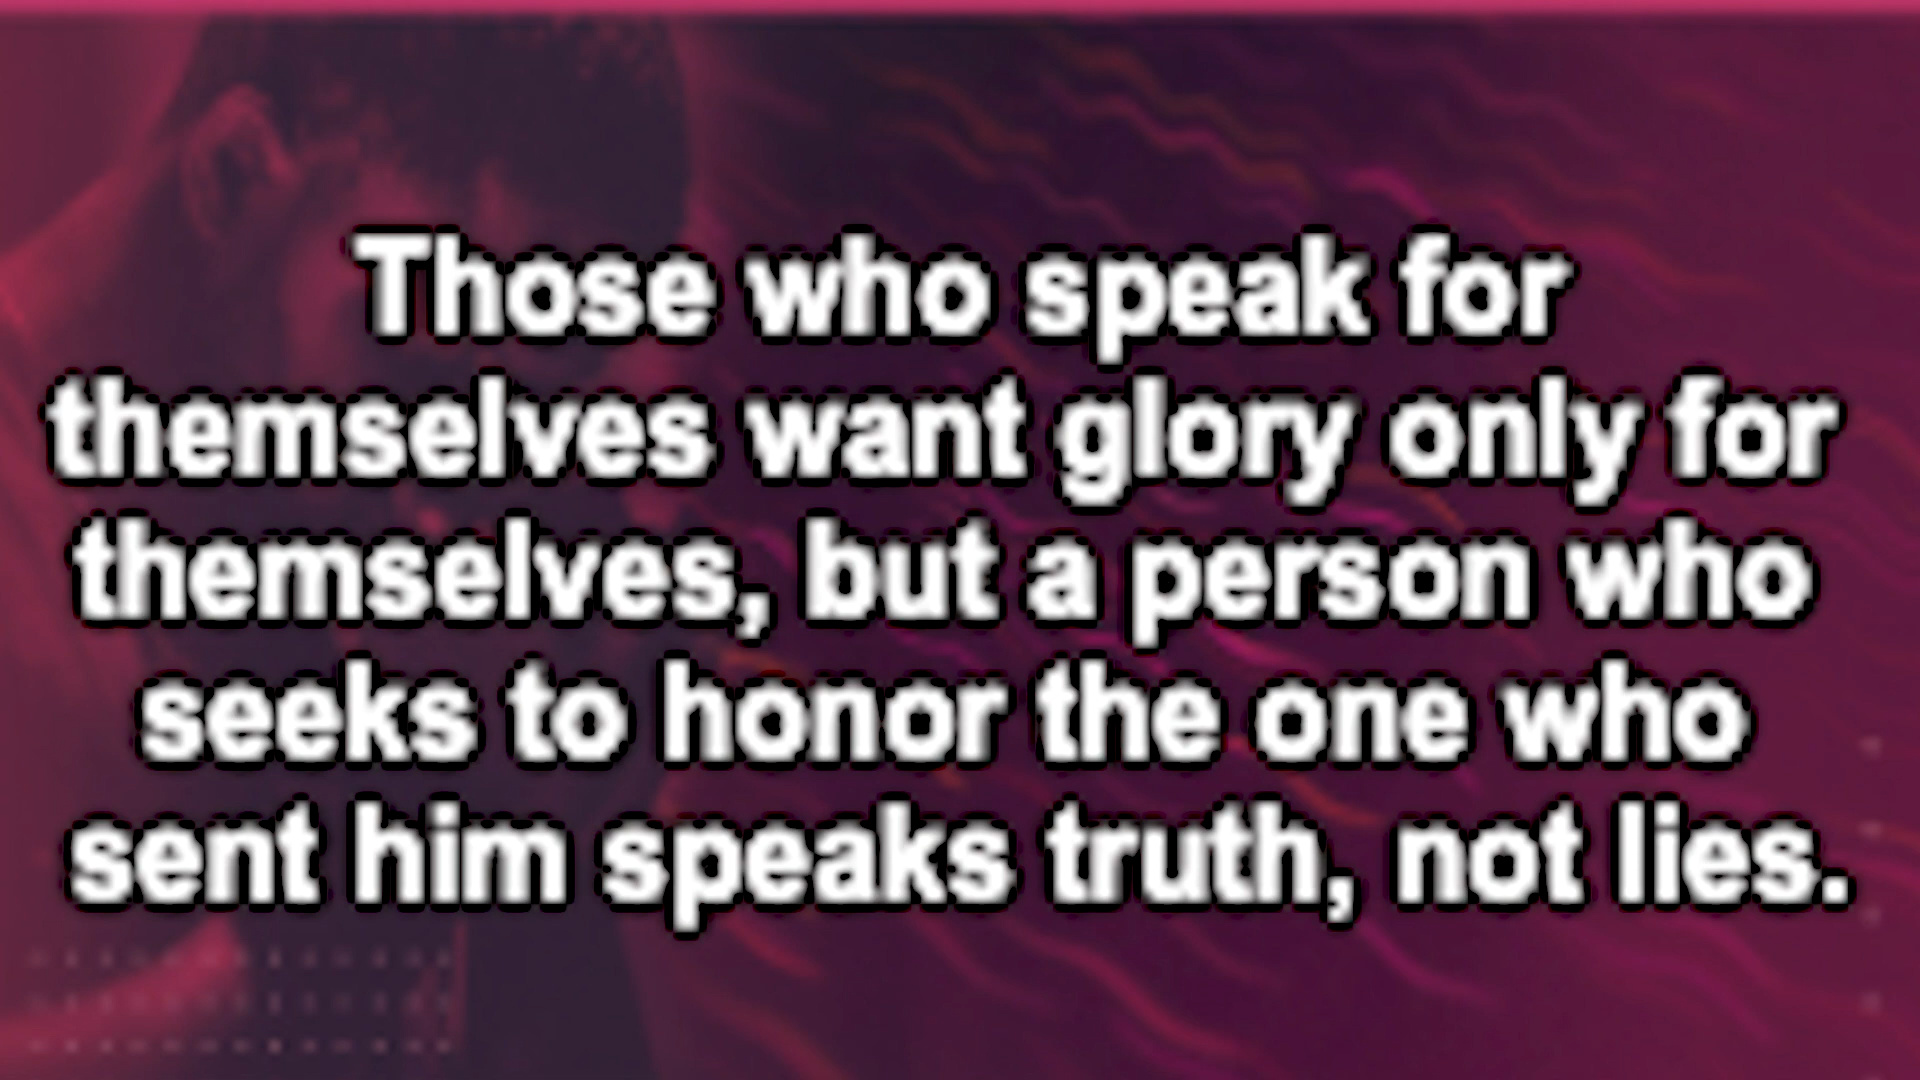 Those who speak for
themselves want glory only for
themselves, but a person who
seeks to honor the one who
sent him speaks truth, not lies.